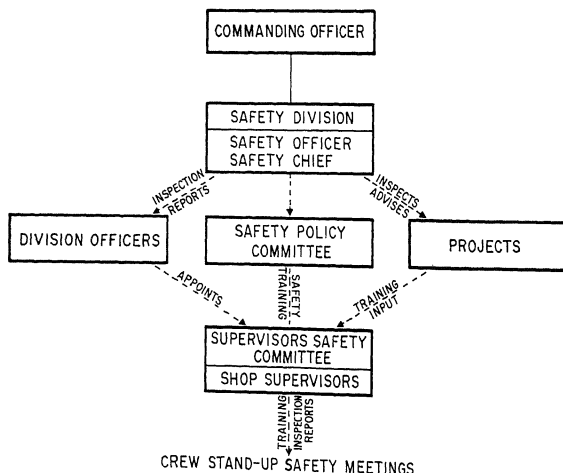 COMMANDING OFFICER
SAFETY DIVISION
SAFETY OFFICER
SAFETY CHIEF
INSPECTION
REPORTS
INSPECTS
ADVISES
DIVISION OFFICERS
SAFETY POLICY
COMMITTEE
PROJECTS
APPOINTS
SAFETY
TRAINING
TRAINING
INPUT
SUPERVISORS SAFETY
COMMITTEE
SHOP SUPERVISORS
TRAINING
INSPECTION
REPORTS
CREW STAND-UP SAFETY MEETINGS